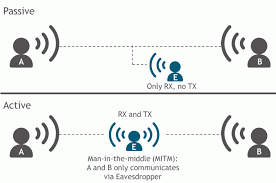 Passive
A
B
E
Only RX, no TX
Active
RX and TX
A
E
B
Man-in-the-middle (MITM):
A and B only communicates
via Eavesdropper